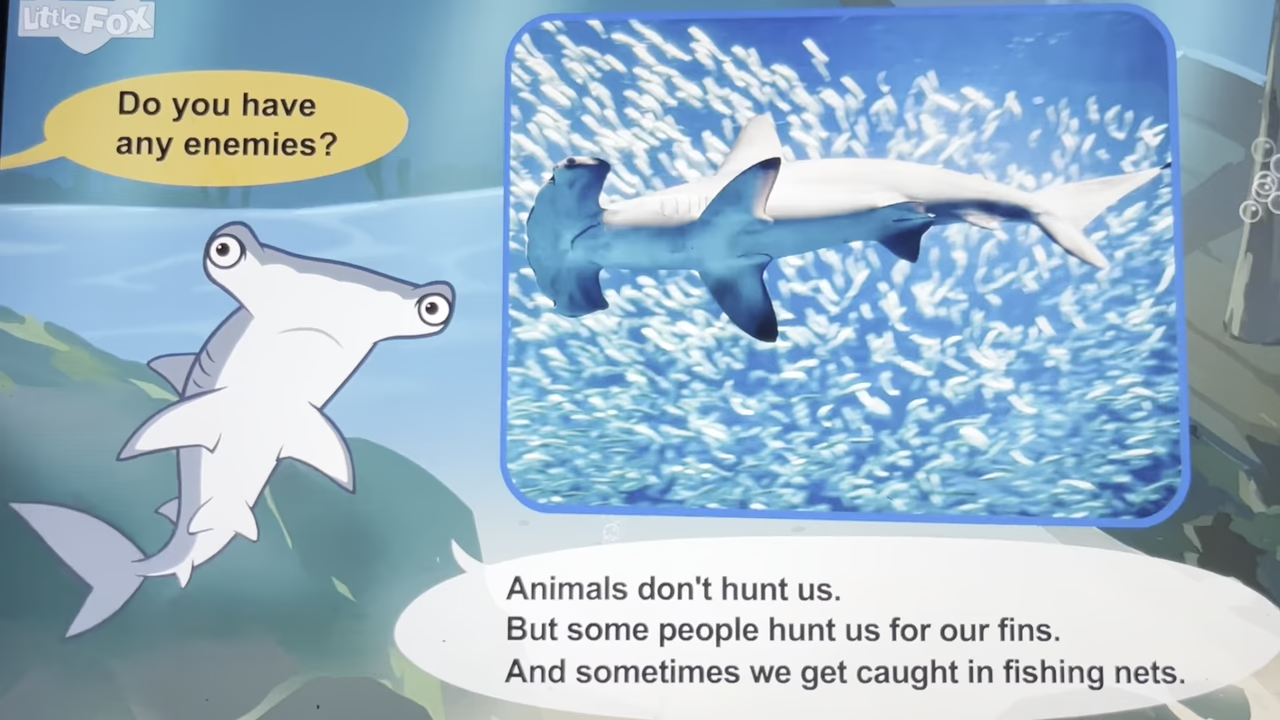 Little Fox
Do you have
any enemies?
Animals don't hunt us.
But some people hunt us for our fins.
And sometimes we get caught in fishing nets.